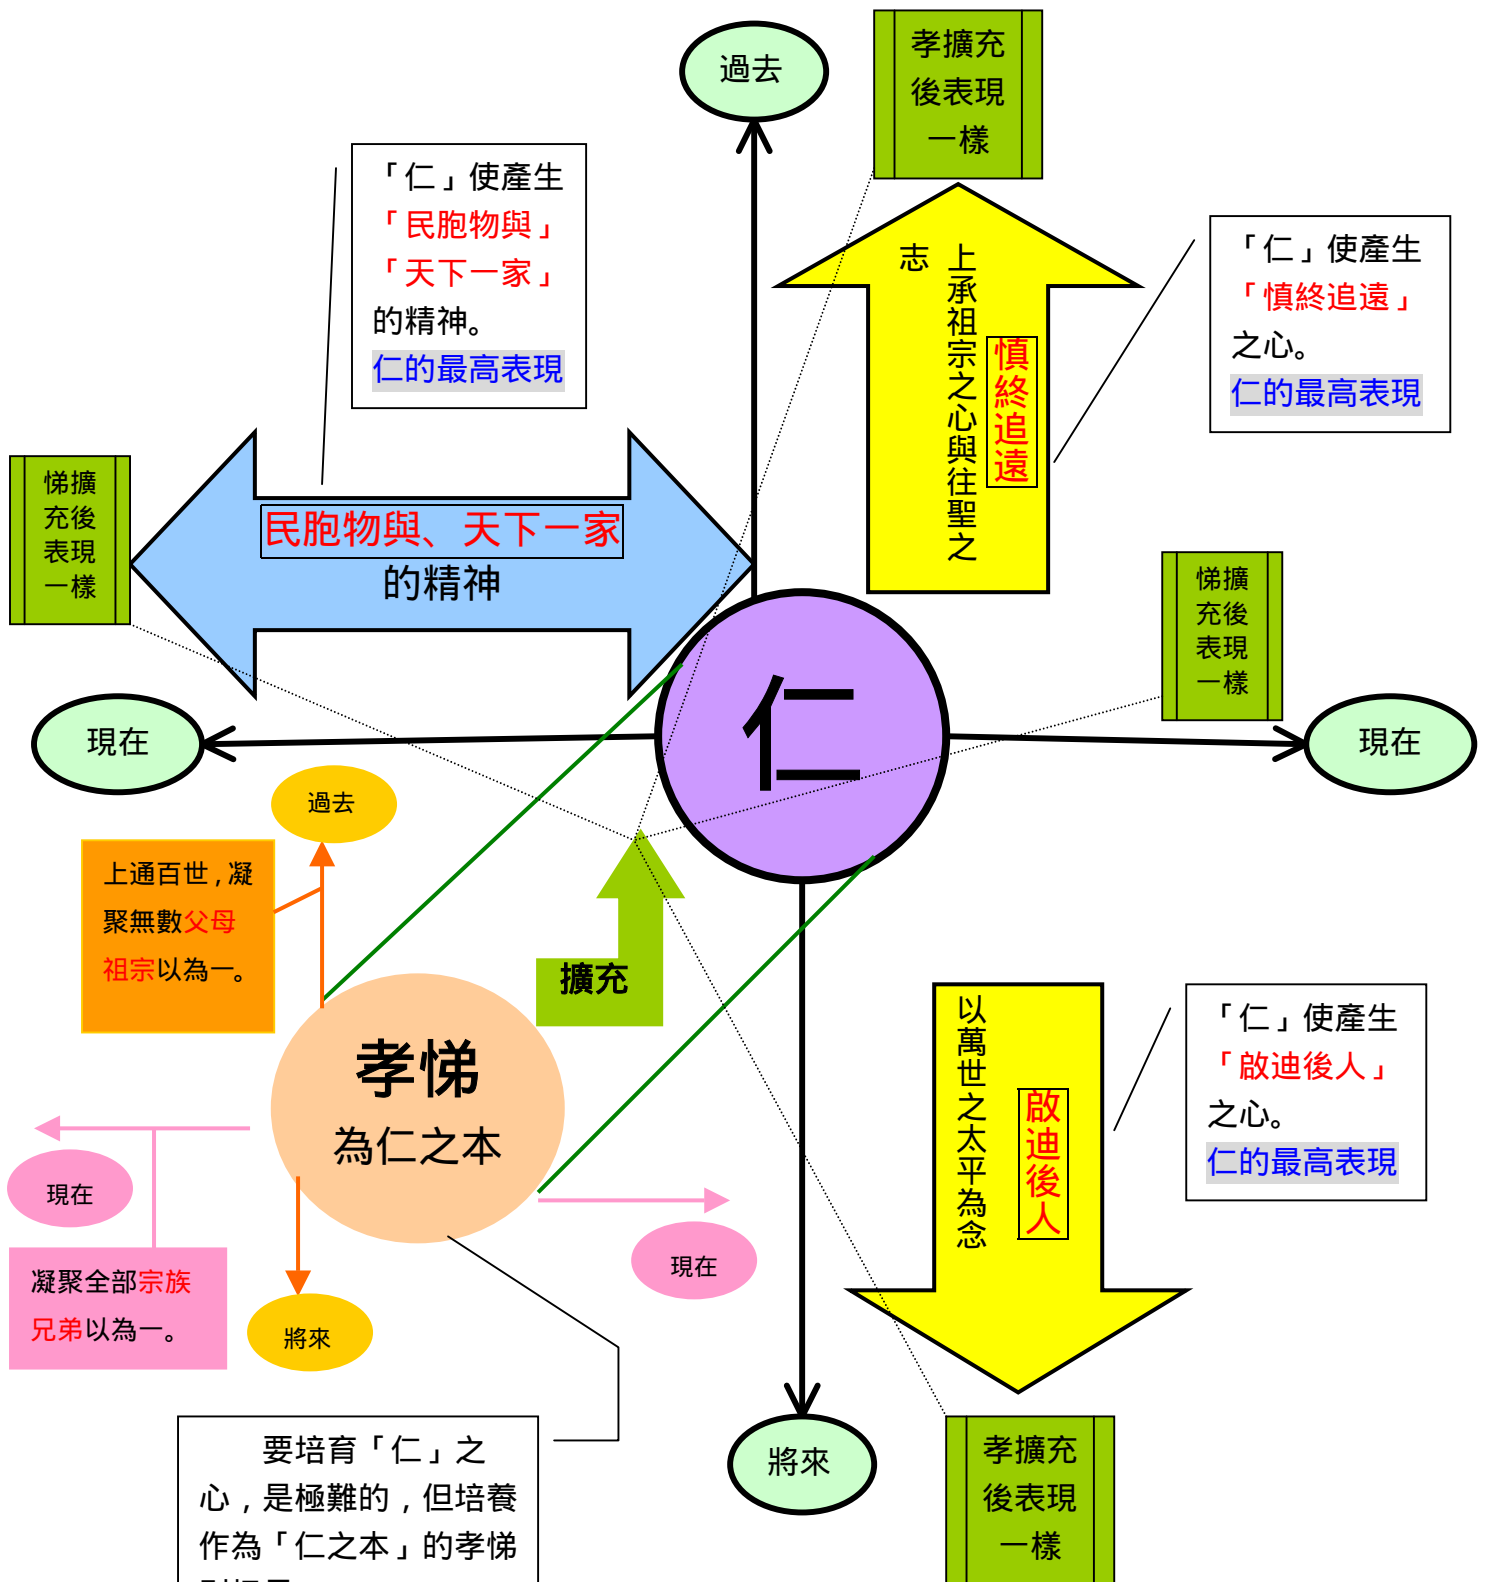 過去
孝擴充
後表現
一樣
「仁」使產生
「民胞物與」
「天下一家」
的精神。
仁的最高表現
上承祖宗之心與往聖之
志
慎終追遠
「仁」使產生
「慎終追遠」
之心。
仁的最高表現
悌擴
充後
表現
一樣
民胞物與、天下一家
的精神
悌擴
充後
表現
一樣
仁
現在
現在
過去
上通百世,凝
聚無數父母
祖宗以為一。
擴充
孝悌
為仁之本
現在
凝聚全部宗族
兄弟以為一。
將來
現在
以萬世之太平為念
啟迪後人
「仁」使產生
「啟迪後人」
之心。
仁的最高表現
將來
孝擴充
後表現
一樣
要培育「仁」之
心,是極難的,但培養
作為「仁之本」的孝悌